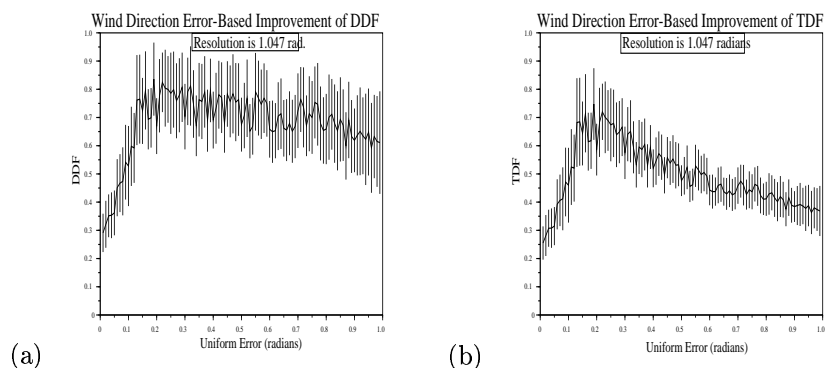 Wind Direction Error-Based Improvement of DDF
Resolution is 1.047 rad.
1.0
0.9
0.8
0.7
0.6
0.5
0.4
0.3
0.2
0.1
0
DDF
0 0.1 0.2 0.3 0.4 0.5 0.6 0.7 0.8 0.9 1.0
Uniform Error (radians)
(a)
Wind Direction Error-Based Improvement of TDF
Resolution is 1.047 radians
1.0
0.9
0.8
0.7
0.6
0.5
0.4
0.3
0.2
0.1
0
TDF
0 0.1 0.2 0.3 0.4 0.5 0.6 0.7 0.8 0.9 1.0
Uniform Error (radians)
(b)